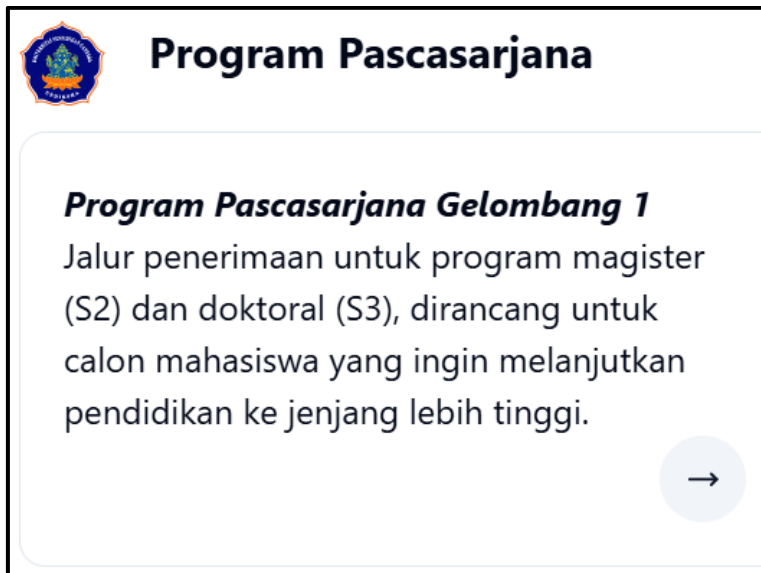 Program Pascasarjana
Program Pascasarjana Gelombang 1
Jalur penerimaan untuk program magister
(S2) dan doktoral (S3), dirancang untuk
calon mahasiswa yang ingin melanjutkan
pendidikan ke jenjang lebih tinggi.